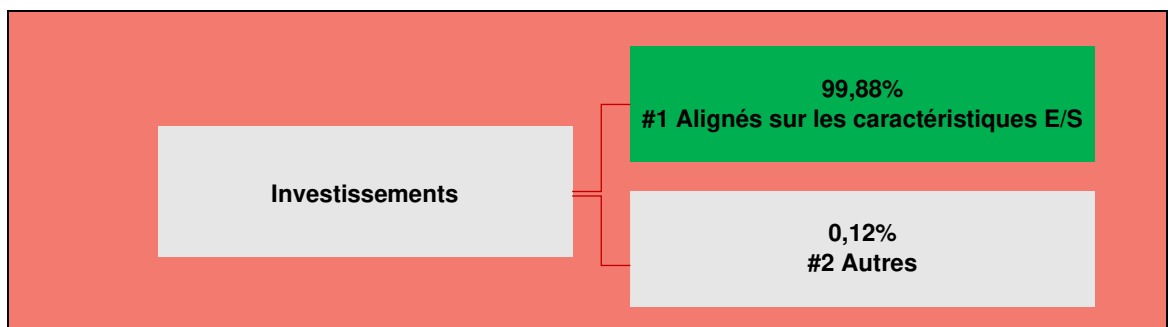 Investissements
99,88%
#1 Alignés sur les caractéristiques E/S
0,12%
#2 Autres